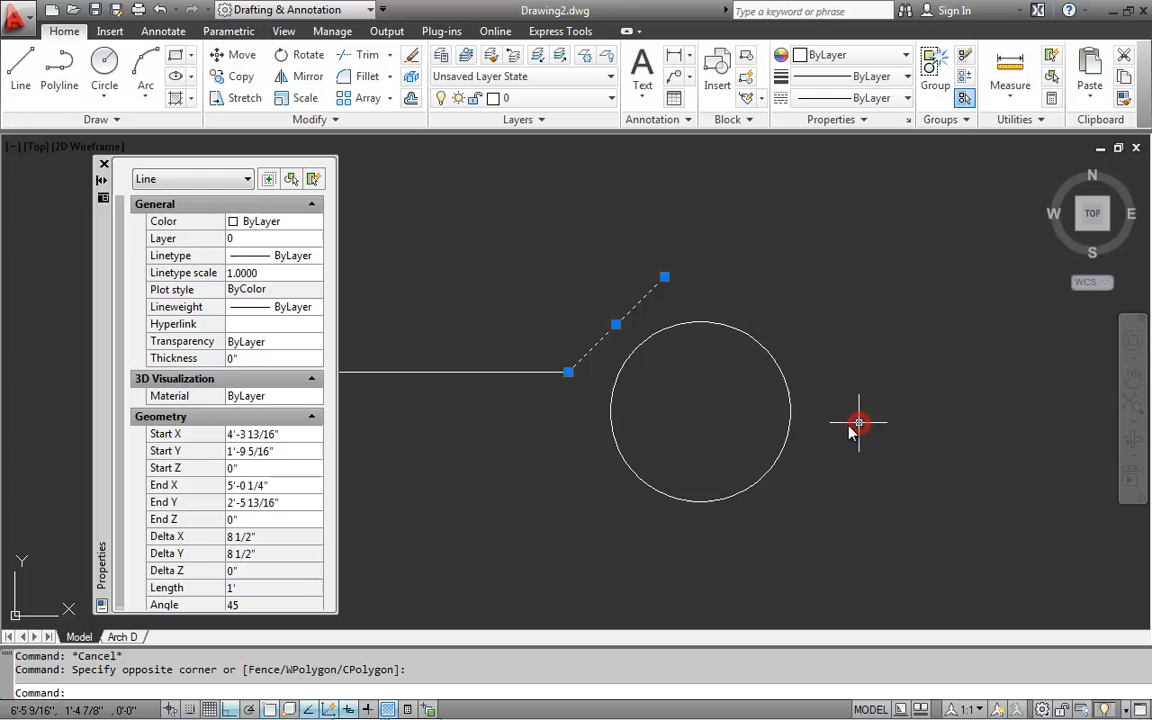 Drafting & Annotation
Drawing2.dwg
Type a keyword or phrase
Sign In
Home Insert Annotate Parametric View Manage Output Plug-ins Online Express Tools
Line Polyline Circle Arc
Move Rotate Trim
Copy Mirror Fillet
Stretch Scale Array
Unsaved Layer State
0
Text Insert
ByLayer
ByLayer
ByLayer
Group Measure Paste
Draw Modify Layers Annotation Block Properties Groups Utilities Clipboard
[−] [Top] [2D Wireframe]
Line
General
Color ByLayer
Layer 0
Linetype ByLayer
Linetype scale 1.0000
Plot style ByColor
Lineweight ByLayer
Hyperlink
Transparency ByLayer
Thickness 0"
3D Visualization
Material ByLayer
Geometry
Start X 4'-3 13/16"
Start Y 1'-9 5/16"
Start Z 0"
End X 5'-0 1/4"
End Y 2'-5 13/16"
End Z 0"
Delta X 8 1/2"
Delta Y 8 1/2"
Delta Z 0"
Length 1'
Angle 45
Properties
N
W TOP E
S
WCS
Y
X
Model Arch D
Command: *Cancel*
Command: Specify opposite corner or [Fence/WPolygon/CPolygon]:
Command:
6'-5 9/16", 1'-4 7/8", 0'-0"
MODEL
1:1